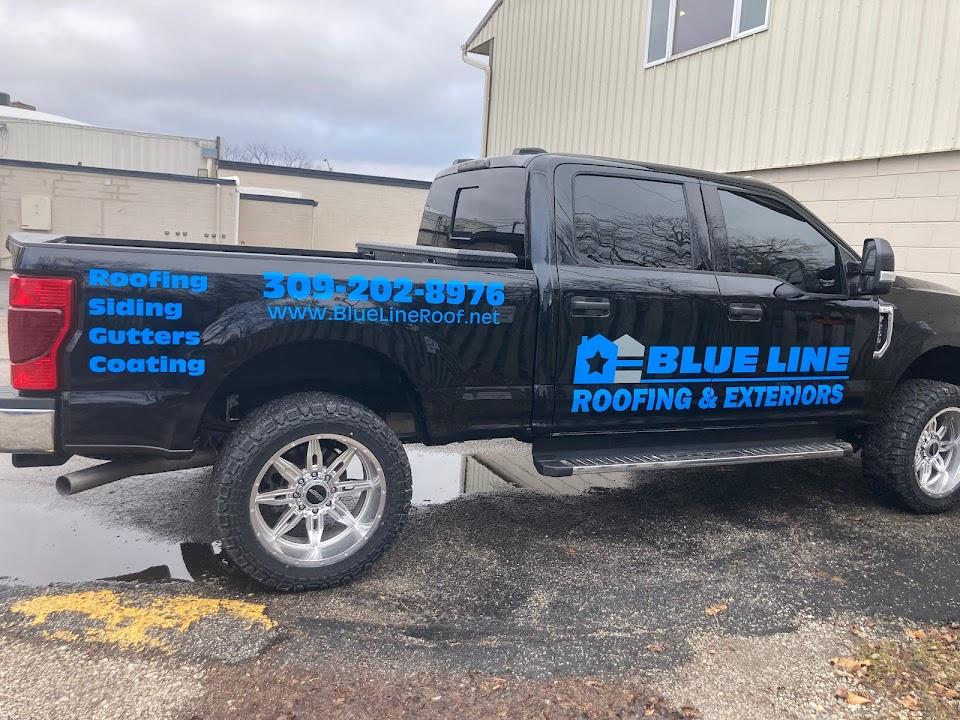 Roofing
Siding
Gutters
Coating
309-202-8976
www.BlueLineRoof.net
BLUE LINE
ROOFING & EXTERIORS